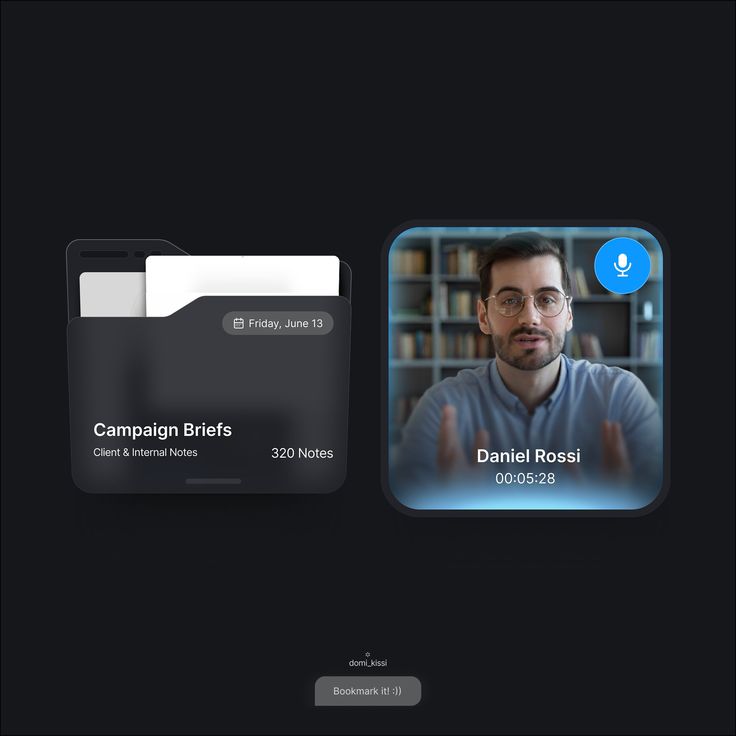 Friday, June 13
Campaign Briefs
Client & Internal Notes
320 Notes
Daniel Rossi
00:05:28
domi_kissi
Bookmark it! :))